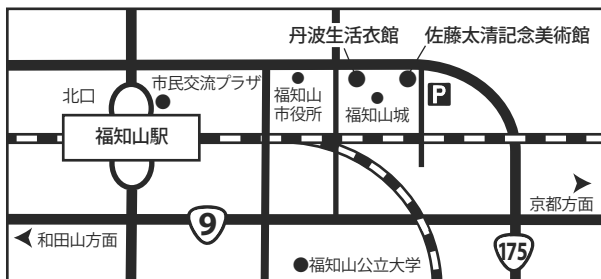 丹波生活衣館
佐藤太清記念美術館
市民交流プラザ
北口
福知山
市役所
福知山城
P
福知山駅
京都方面
9
和田山方面
175
福知山公立大学